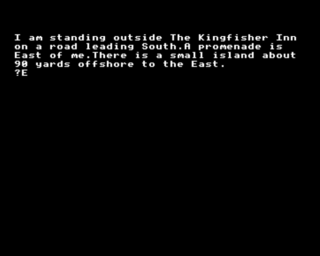 I am standing outside The Kingfisher Inn
on a road leading South.A promenade is
East of me.There is a small island about
90 yards offshore to the East.
?E